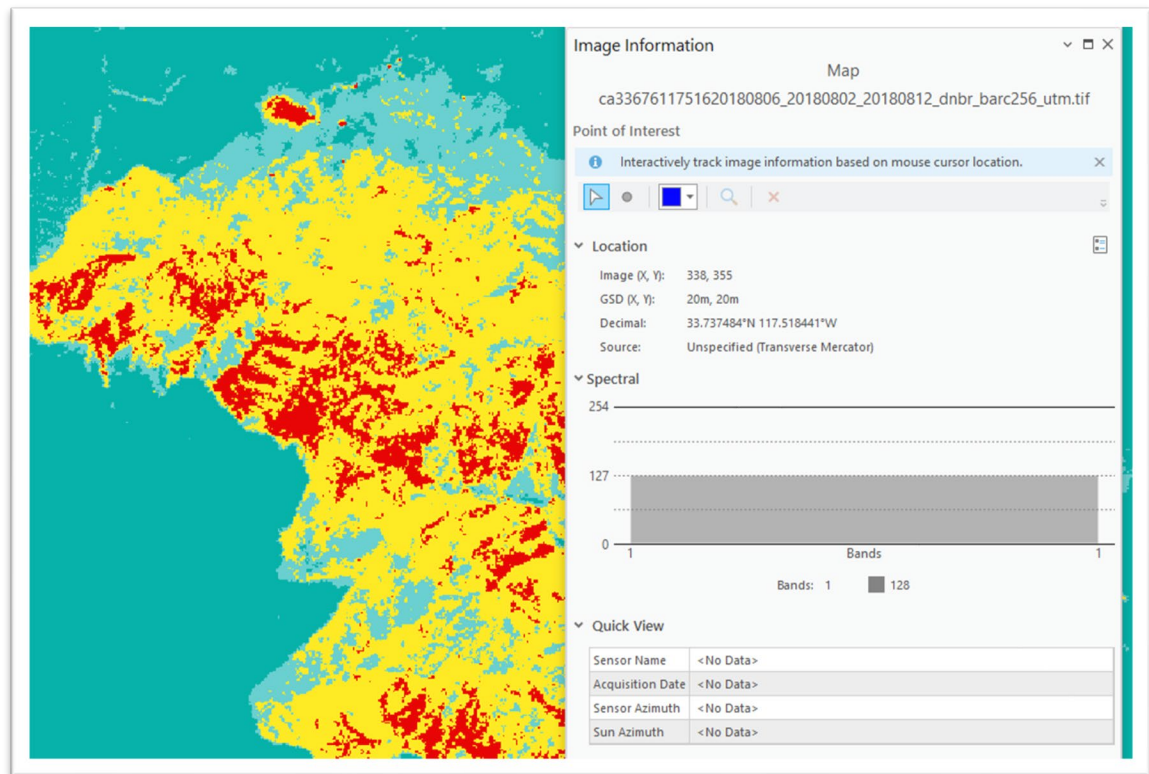 Image Information
Map
ca3367611751620180806_20180802_20180812_dnbr_barc256_utm.tif
Point of Interest
Interactively track image information based on mouse cursor location.
Location
Image (X, Y): 338, 355
GSD (X, Y): 20m, 20m
Decimal: 33.737484°N 117.518441°W
Source: Unspecified (Transverse Mercator)
Spectral
254
127
0
1 Bands 1
Bands: 1 128
Quick View
Sensor Name <No Data>
Acquisition Date <No Data>
Sensor Azimuth <No Data>
Sun Azimuth <No Data>